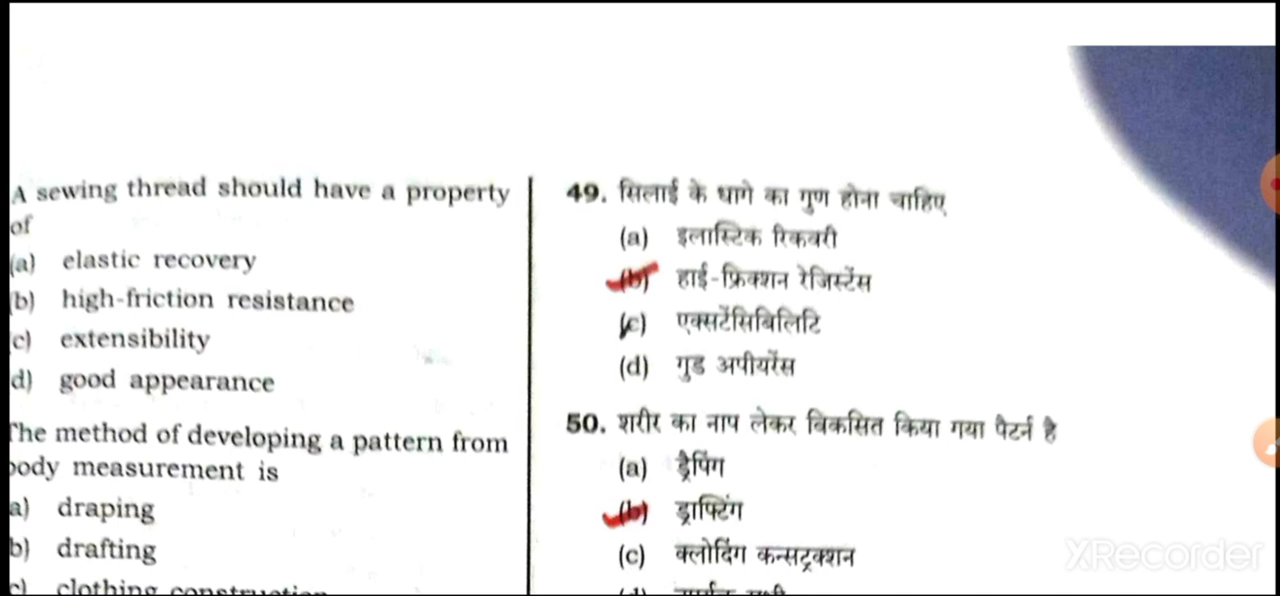 A sewing thread should have a property
of
(a) elastic recovery
(b) high-friction resistance
c) extensibility
d) good appearance
The method of developing a pattern from
body measurement is
a) draping
b) drafting
c) clothing construction
49. सिलाई के धागे का गुण होना चाहिए
(a) इलास्टिक रिकवरी
(b) हाई-फ्रिक्शन रेजिस्टेंस
(c) एक्सटेंसिबिलिटि
(d) गुड अपीयरेंस
50. शरीर का नाप लेकर विकसित किया गया पैटर्न है
(a) ड्रैपिंग
(b) ड्राफ्टिंग
(c) क्लोदिंग कन्सट्रक्शन
XRecorder